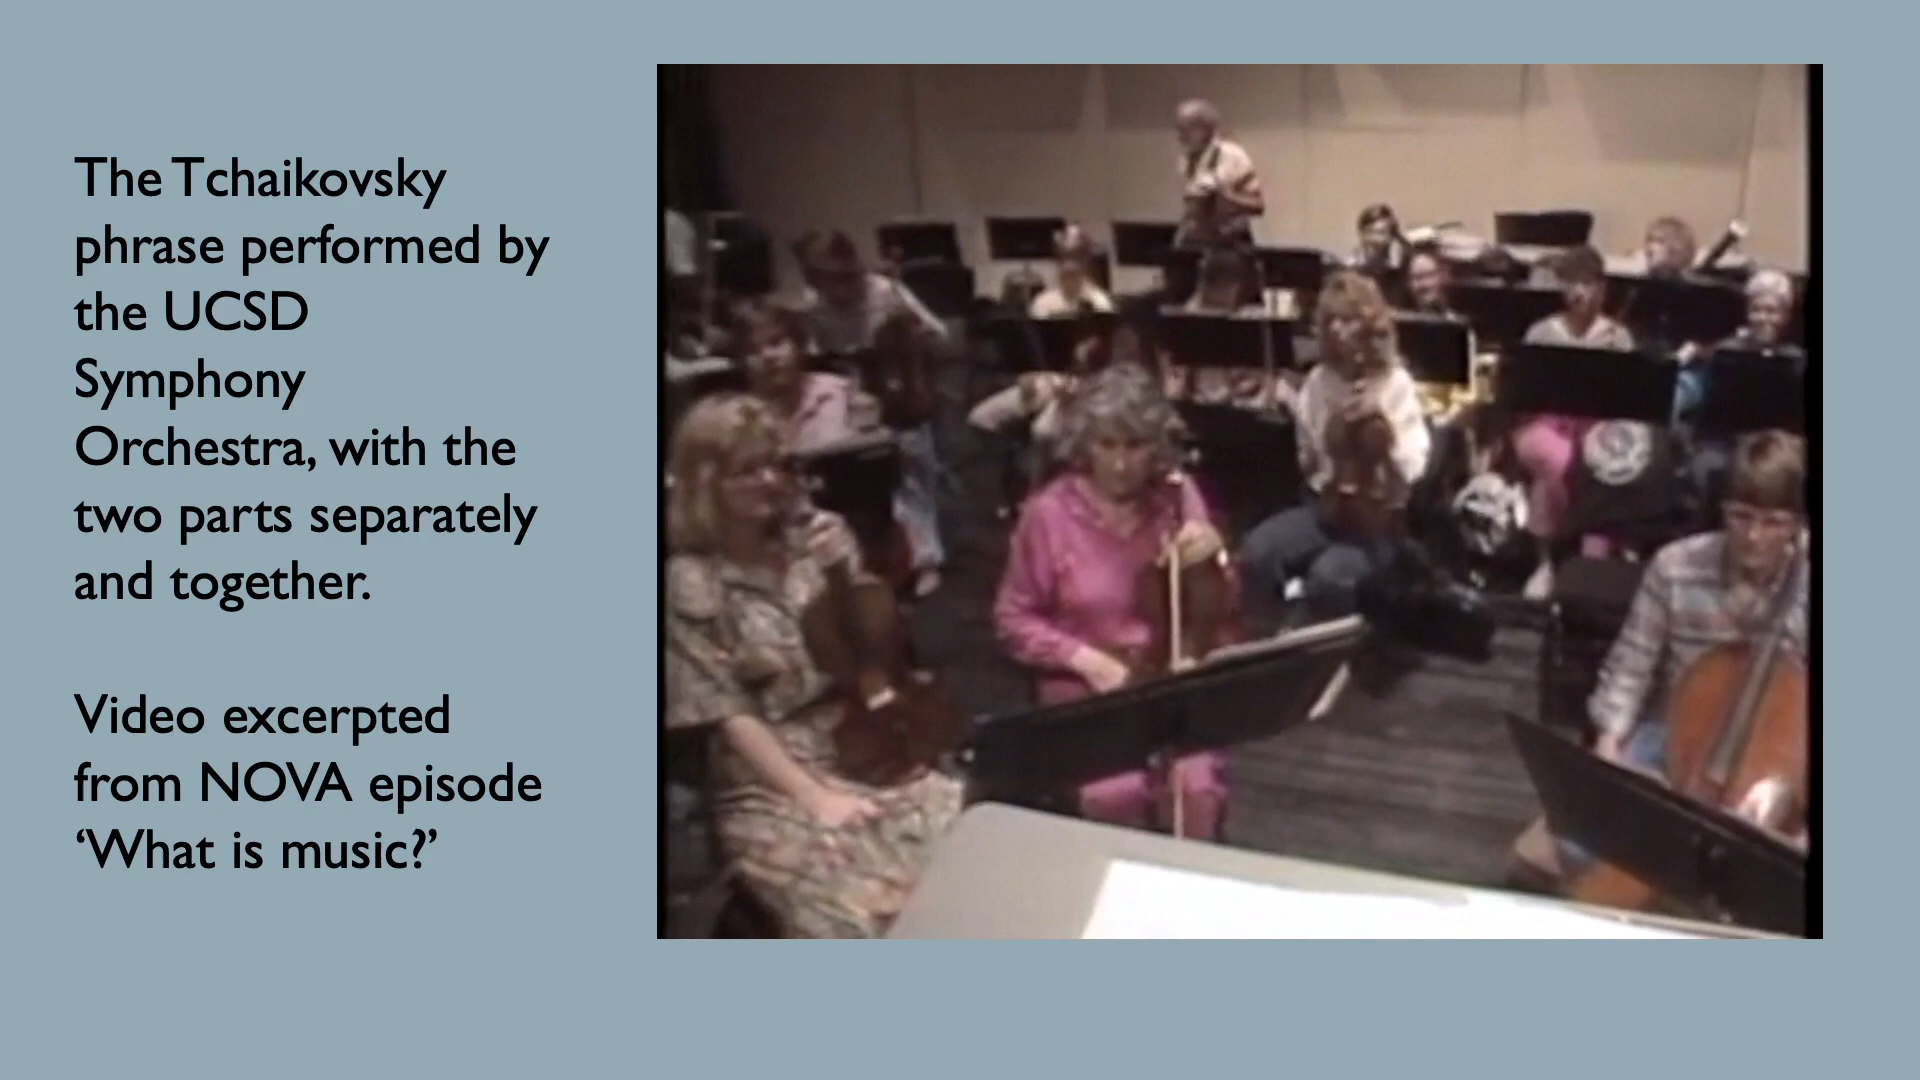 The Tchaikovsky
phrase performed by
the UCSD
Symphony
Orchestra, with the
two parts separately
and together.
Video excerpted
from NOVA episode
‘What is music?’